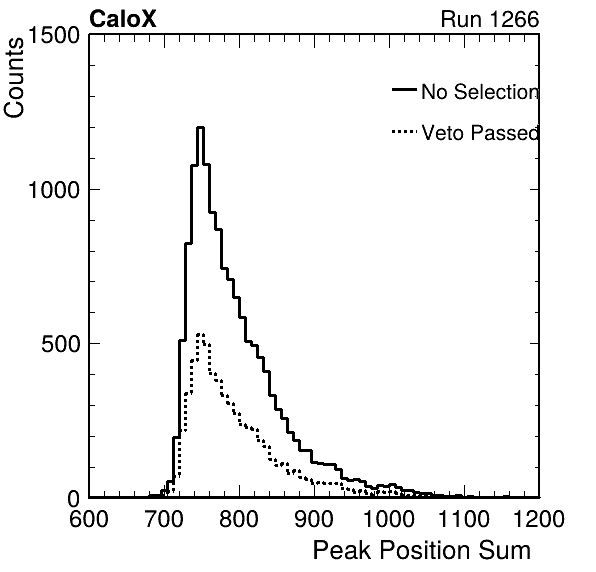 CaloX Run 1266
Counts
1500
1000
500
0
No Selection
Veto Passed
600 700 800 900 1000 1100 1200
Peak Position Sum